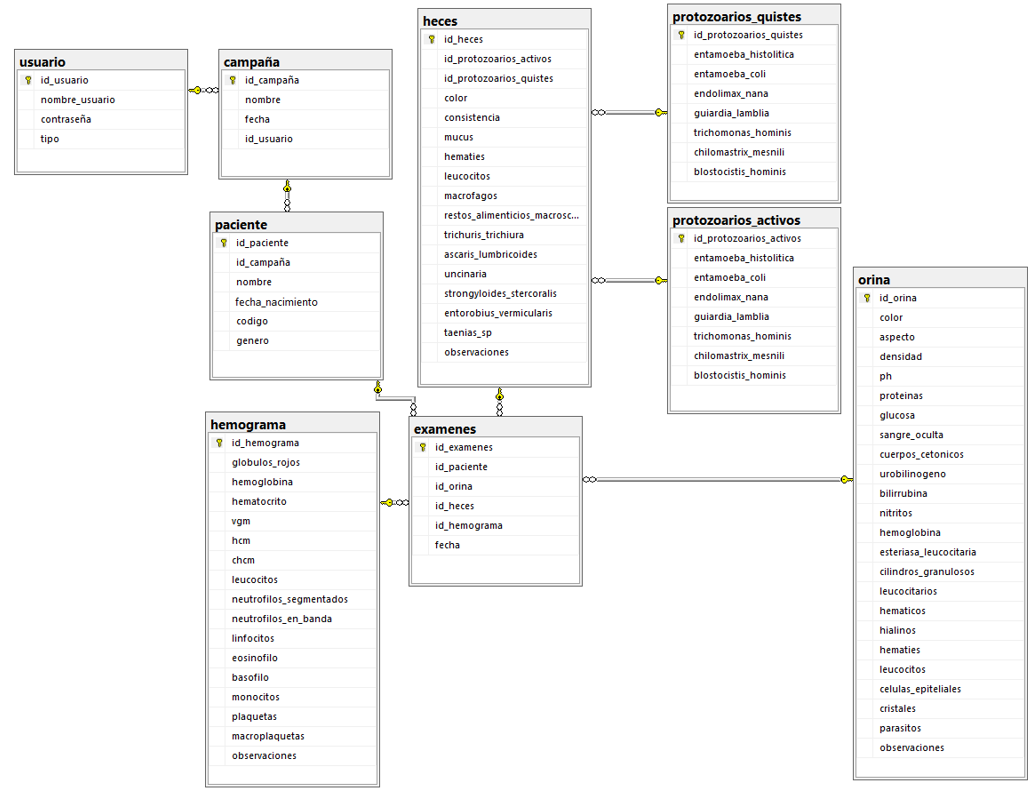 usuario
id_usuario
nombre_usuario
contraseña
tipo
campaña
id_campaña
nombre
fecha
id_usuario
paciente
id_paciente
id_campaña
nombre
fecha_nacimiento
codigo
genero
heces
id_heces
id_protozoarios_activos
id_protozoarios_quistes
color
consistencia
mucus
hematies
leucocitos
macrofagos
restos_alimenticios_macrosc...
trichuris_trichiura
ascaris_lumbricoides
uncinaria
strongyloides_stercoralis
entorobius_vermicularis
taenias_sp
observaciones
protozoarios_quistes
id_protozoarios_quistes
entamoeba_histolitica
entamoeba_coli
endolimax_nana
guiardia_lamblia
trichomonas_hominis
chilomastrix_mesnili
blostocistis_hominis
protozoarios_activos
id_protozoarios_activos
entamoeba_histolitica
entamoeba_coli
endolimax_nana
guiardia_lamblia
trichomonas_hominis
chilomastrix_mesnili
blostocistis_hominis
hemograma
id_hemograma
globulos_rojos
hemoglobina
hematocrito
vgm
hcm
chcm
leucocitos
neutrofilos_segmentados
neutrofilos_en_banda
linfocitos
eosinofilo
basofilo
monocitos
plaquetas
macroplaquetas
observaciones
examenes
id_examenes
id_paciente
id_orina
id_heces
id_hemograma
fecha
orina
id_orina
color
aspecto
densidad
ph
proteinas
glucosa
sangre_oculta
cuerpos_cetonicos
urobilinogeno
bilirrubina
nitritos
hemoglobina
esteriasa_leucocitaria
cilindros_granulosos
leucocitarios
hematicos
hialinos
hematies
leucocitos
celulas_epiteliales
cristales
parasitos
observaciones